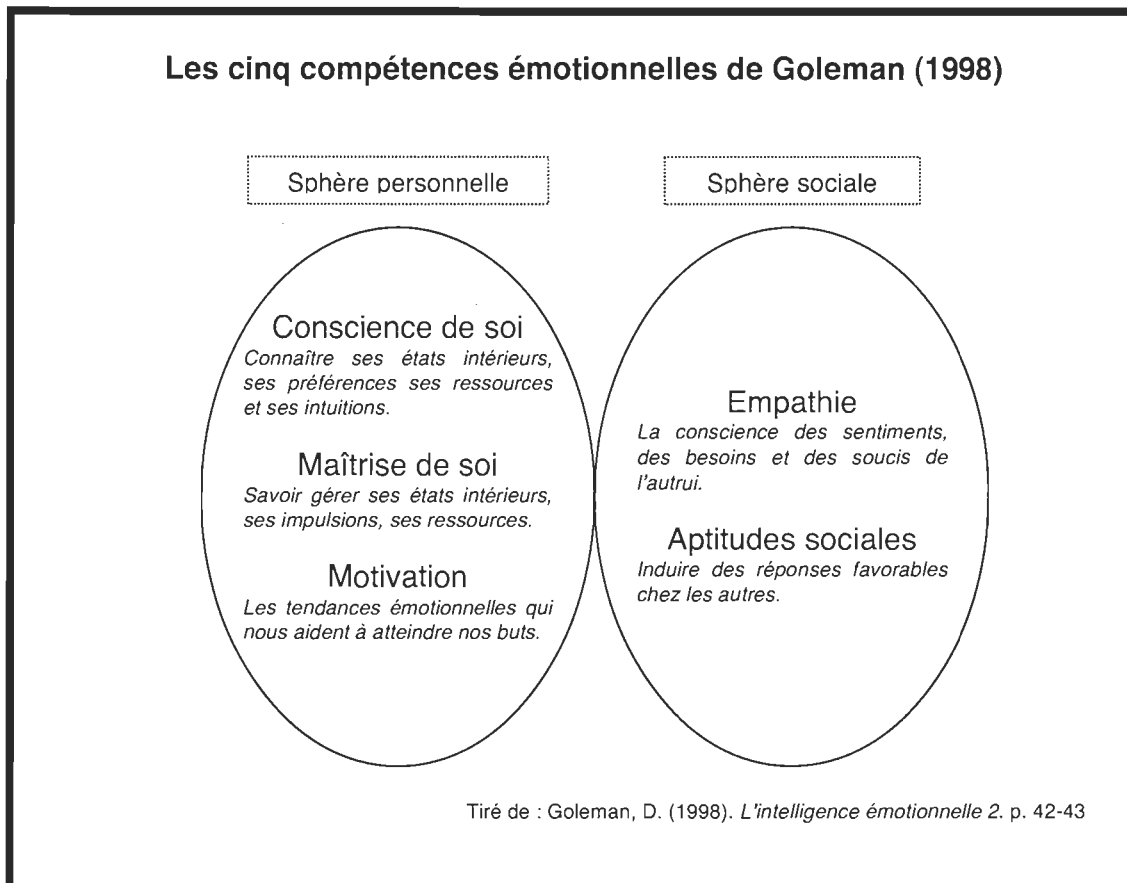 Les cinq compétences émotionnelles de Goleman (1998)
Sphère personnelle
Sphère sociale
Conscience de soi
Connaître ses états intérieurs,
ses préférences ses ressources
et ses intuitions.
Maîtrise de soi
Savoir gérer ses états intérieurs,
ses impulsions, ses ressources.
Motivation
Les tendances émotionnelles qui
nous aident à atteindre nos buts.
Empathie
La conscience des sentiments,
des besoins et des soucis de
l'autrui.
Aptitudes sociales
Induire des réponses favorables
chez les autres.
Tiré de : Goleman, D. (1998). L'intelligence émotionnelle 2. p. 42-43